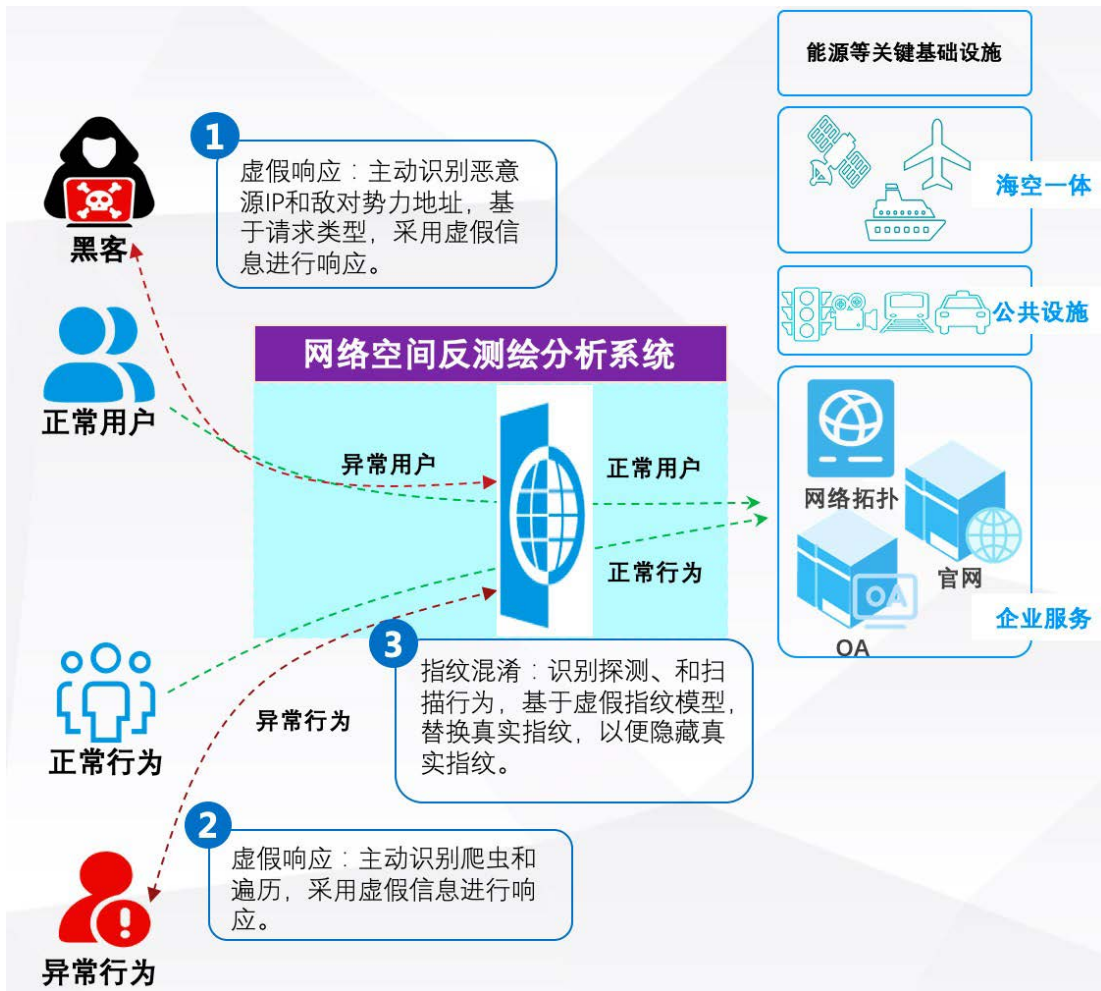 能源等关键基础设施
海空一体
公共设施
1
虚假响应：主动识别恶意
源IP和敌对势力地址，基
于请求类型，采用虚假信
息进行响应。
黑客
正常用户
网络空间反测绘分析系统
异常用户
正常用户
正常行为
网络拓扑
官网
OA
OA
企业服务
3
指纹混淆：识别探测、和扫
描行为，基于虚假指纹模型，
替换真实指纹，以便隐藏真
实指纹。
异常行为
正常行为
2
虚假响应：主动识别爬虫和
遍历，采用虚假信息进行响
应。
异常行为